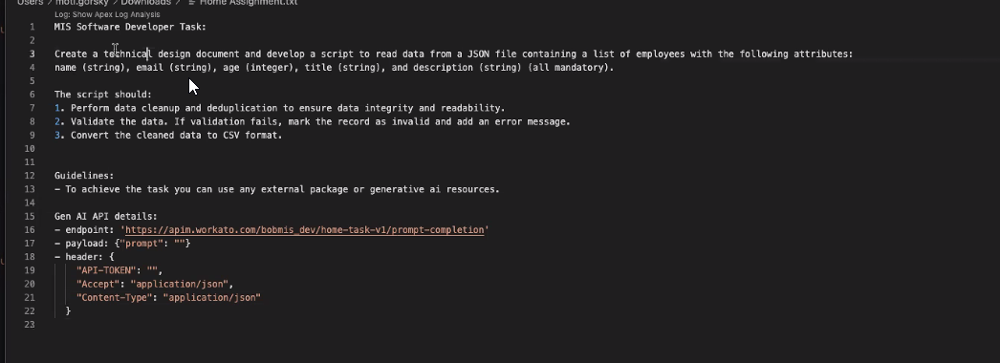 Users > moti.gorsky > Downloads > Home Assignment.txt
Log: Show Apex Log Analysis
1 MIS Software Developer Task:
2
3 Create a technical design document and develop a script to read data from a JSON file containing a list of employees with the following attributes:
4 name (string), email (string), age (integer), title (string), and description (string) (all mandatory).
5
6 The script should:
7 1. Perform data cleanup and deduplication to ensure data integrity and readability.
8 2. Validate the data. If validation fails, mark the record as invalid and add an error message.
9 3. Convert the cleaned data to CSV format.
10
11
12 Guidelines:
13 - To achieve the task you can use any external package or generative ai resources.
14
15 Gen AI API details:
16 - endpoint: 'https://apim.workato.com/bobmis_dev/home-task-v1/prompt-completion'
17 - payload: {"prompt": ""}
18 - header: {
19 "API-TOKEN": "",
20 "Accept": "application/json",
21 "Content-Type": "application/json"
22 }
23